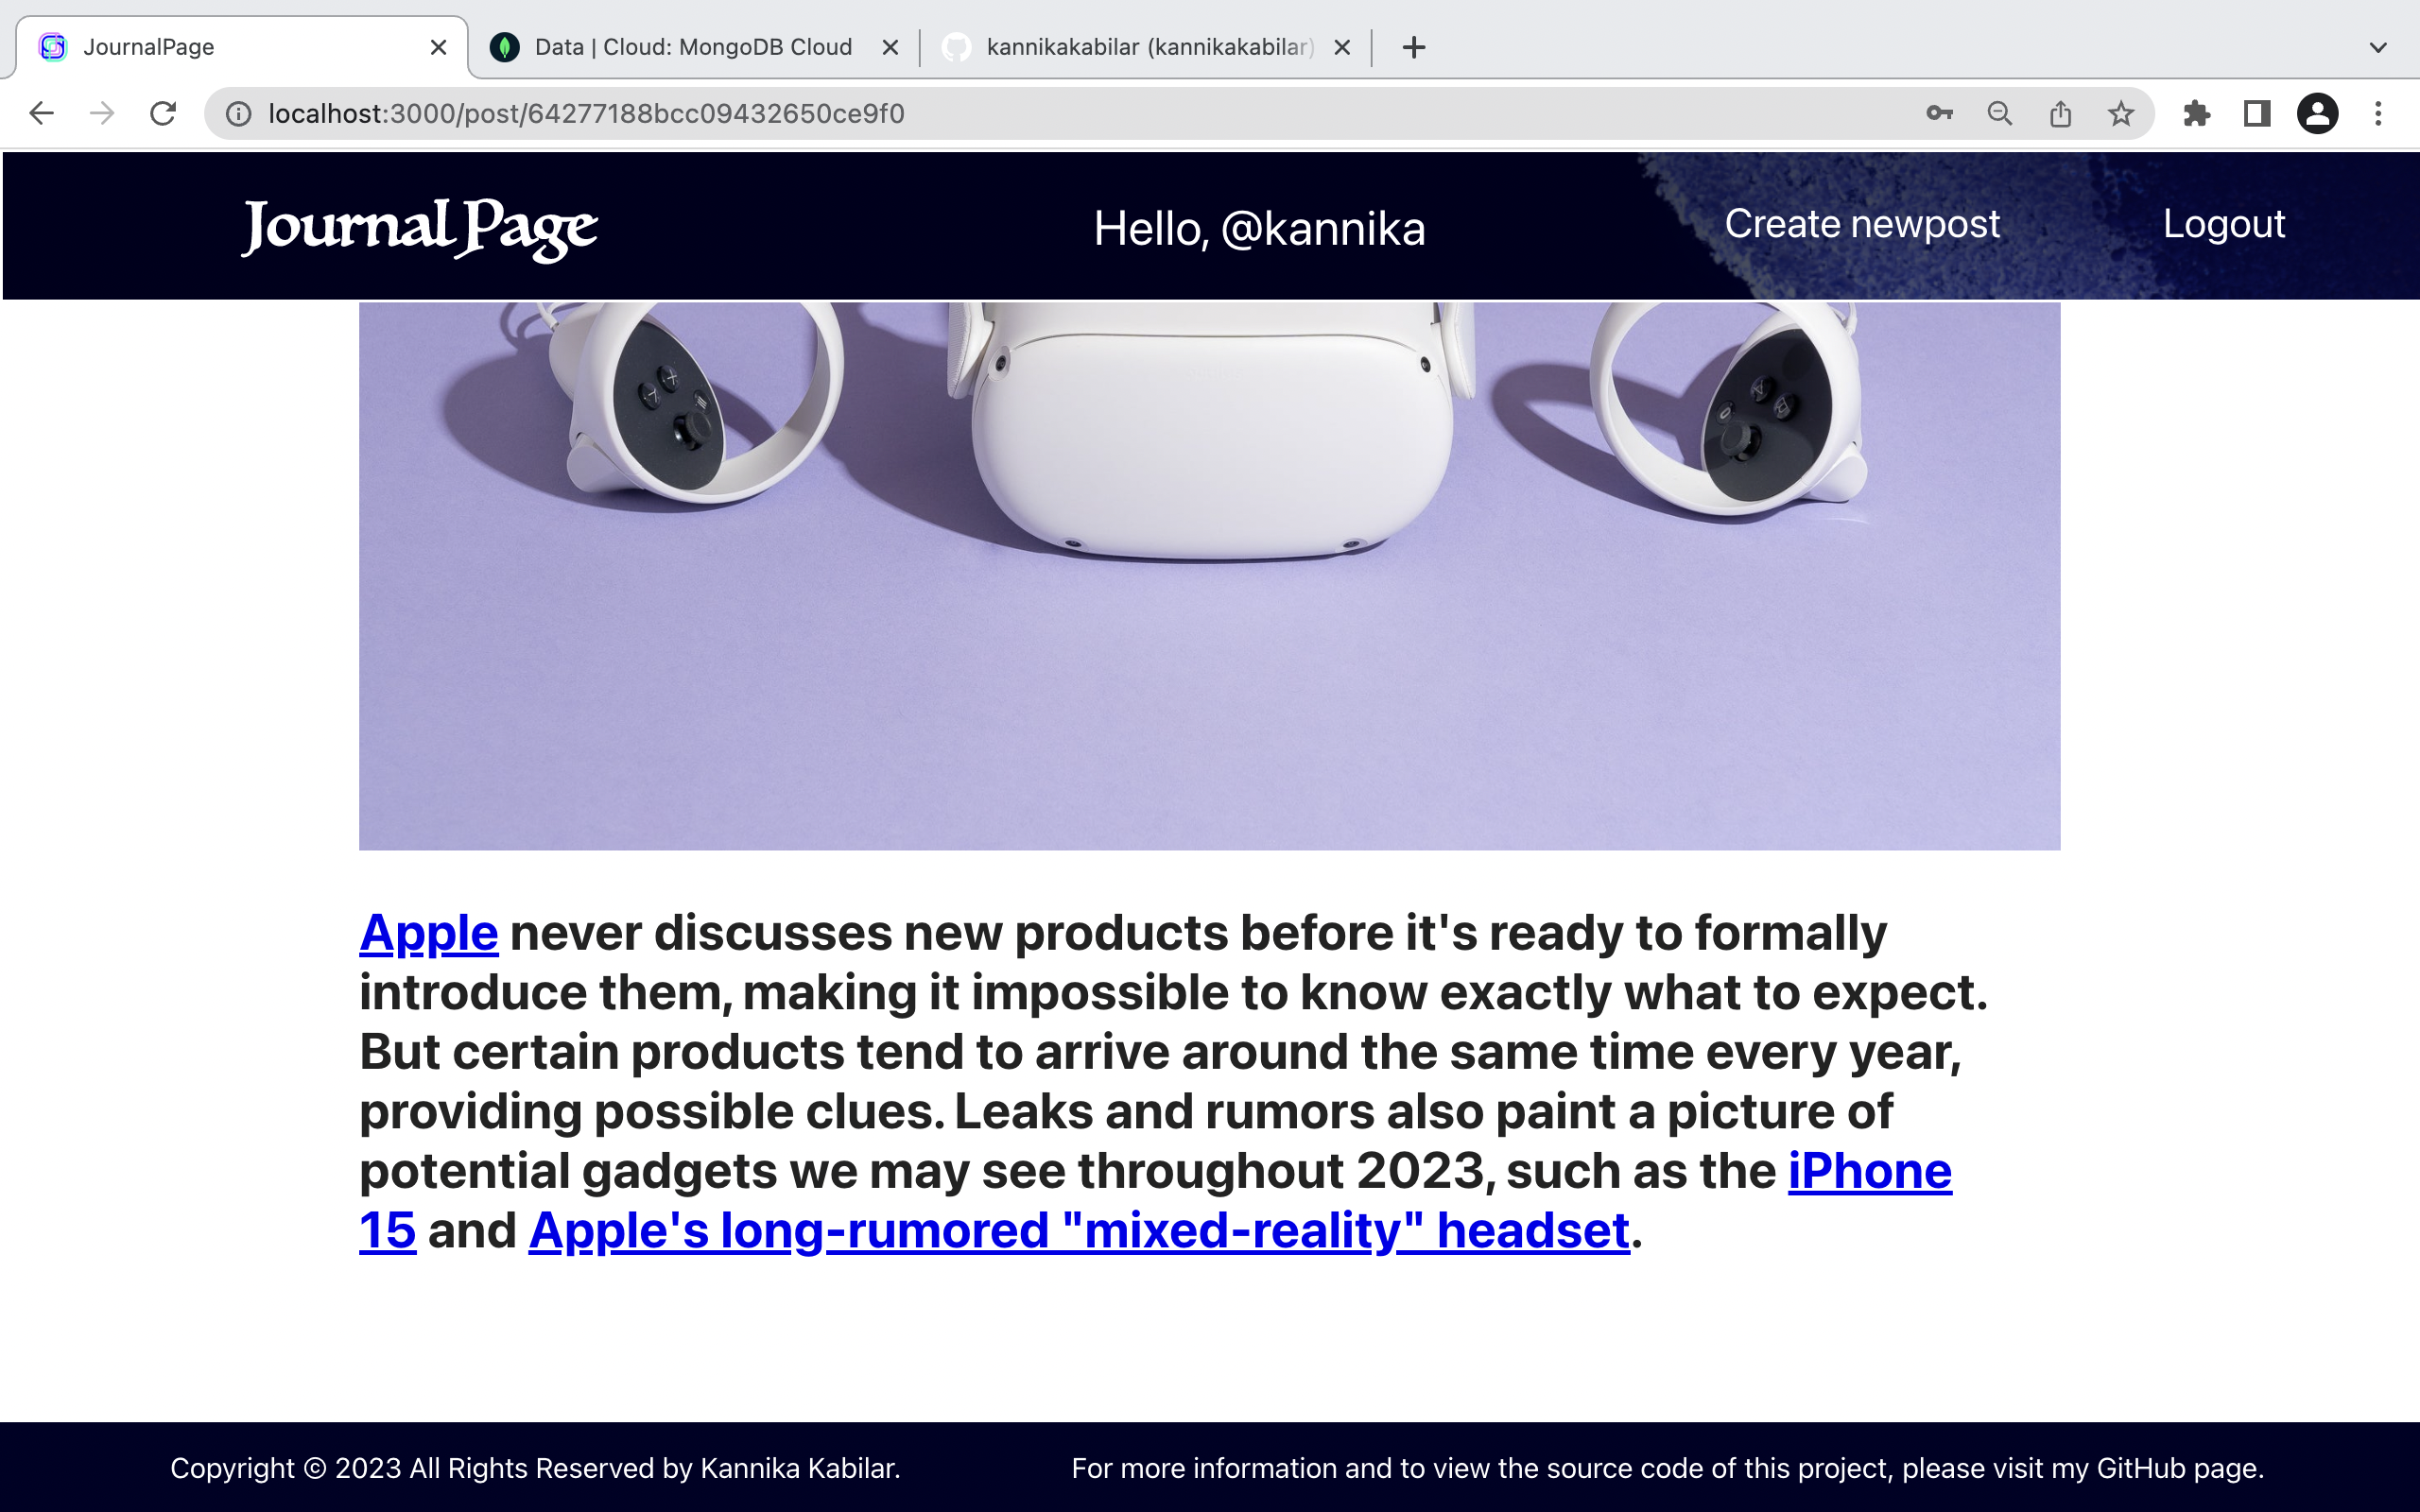 JournalPage
Data | Cloud: MongoDB Cloud
kannikakabilar (kannikakabilar)
localhost:3000/post/64277188bcc09432650ce9f0
Journal Page
Hello, @kannika
Create newpost
Logout
Apple never discusses new products before it's ready to formally
introduce them, making it impossible to know exactly what to expect.
But certain products tend to arrive around the same time every year,
providing possible clues. Leaks and rumors also paint a picture of
potential gadgets we may see throughout 2023, such as the iPhone
15 and Apple's long-rumored "mixed-reality" headset.
Copyright © 2023 All Rights Reserved by Kannika Kabilar.
For more information and to view the source code of this project, please visit my GitHub page.